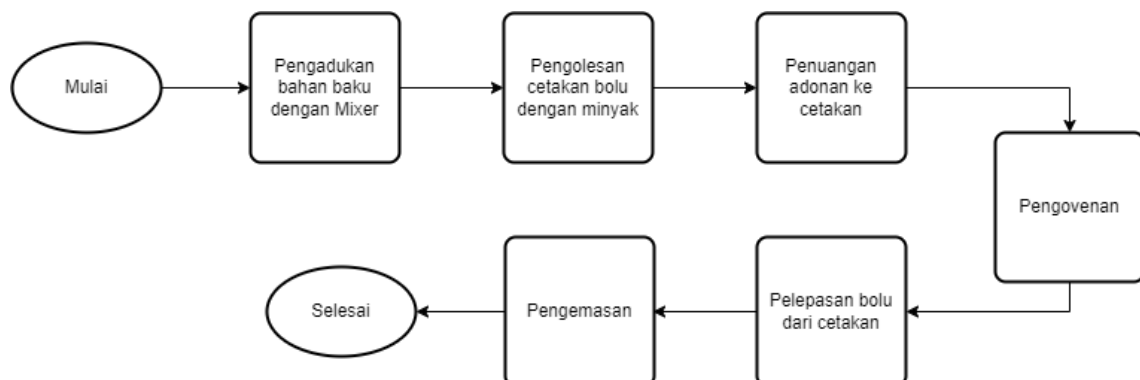 Mulai
Pengadukan
bahan baku
dengan Mixer
Pengolesan
cetakan bolu
dengan minyak
Penuangan
adonan ke
cetakan
Pengovenan
Pelepasan bolu
dari cetakan
Pengemasan
Selesai